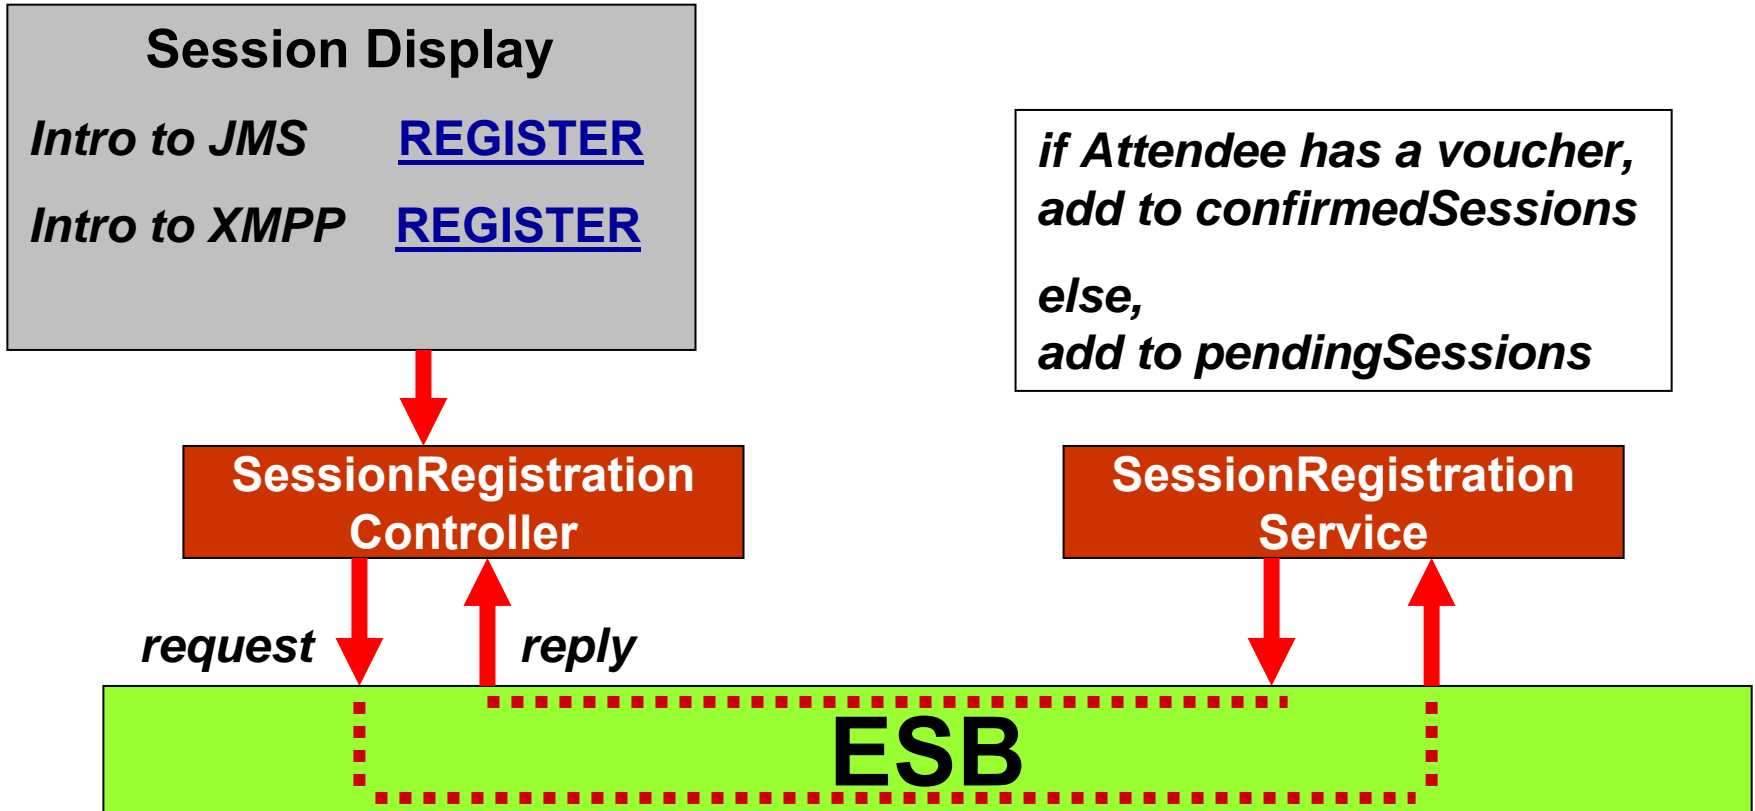 Session Display
Intro to JMS REGISTER
Intro to XMPP REGISTER
if Attendee has a voucher,
add to confirmedSessions
else,
add to pendingSessions
SessionRegistration
Controller
SessionRegistration
Service
request
reply
ESB